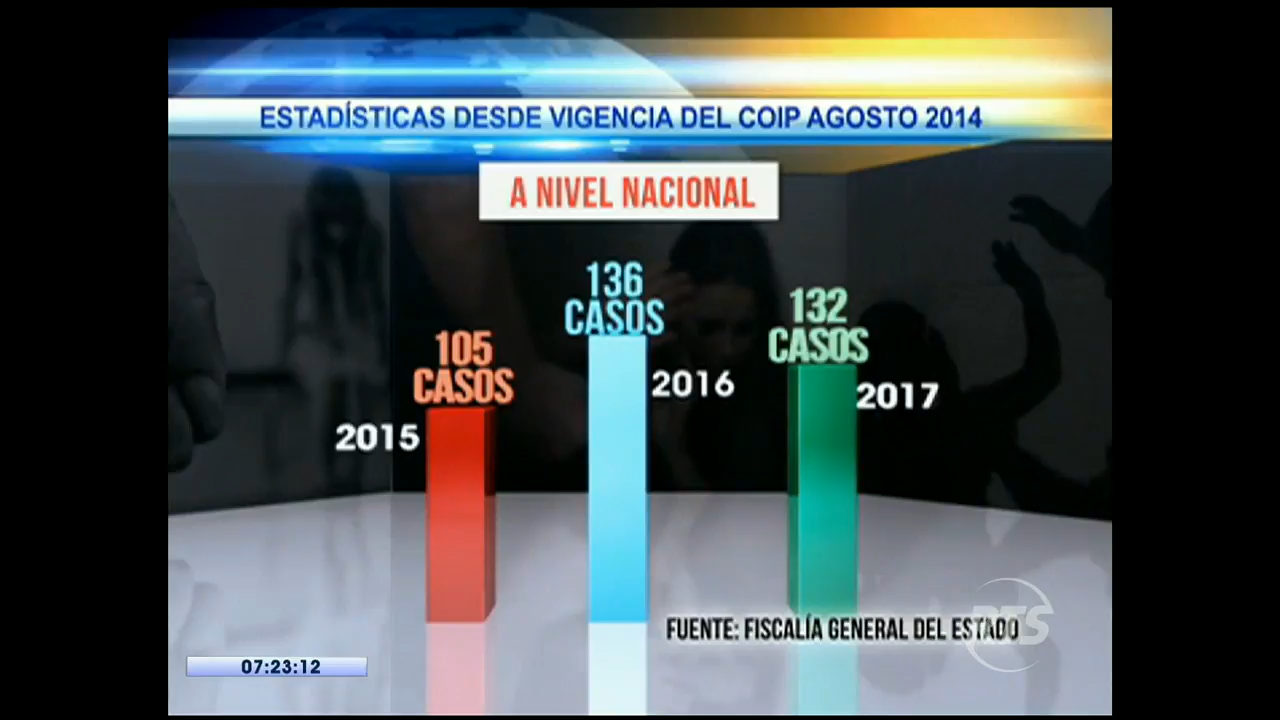 ESTADÍSTICAS DESDE VIGENCIA DEL COIP AGOSTO 2014
A NIVEL NACIONAL
136
CASOS
132
CASOS
105
CASOS
2016
2017
2015
FUENTE: FISCALÍA GENERAL DEL ESTADO
RTS
07:23:12